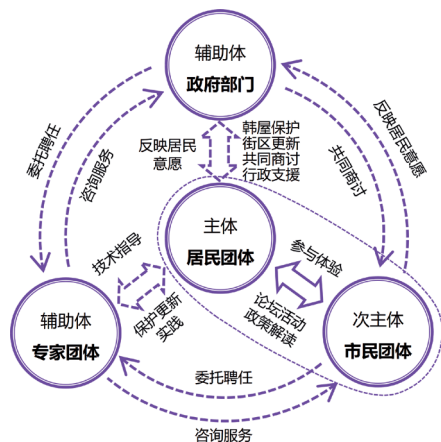 辅助体
政府部门
委托聘任
咨询服务
反映居民
意愿
韩屋保护
街区更新
共同商讨
行政支援
共同商讨
反映居民意愿
主体
居民团体
技术指导
保护更新
实践
参与体验
论坛活动
政策解读
辅助体
专家团体
次主体
市民团体
委托聘任
咨询服务